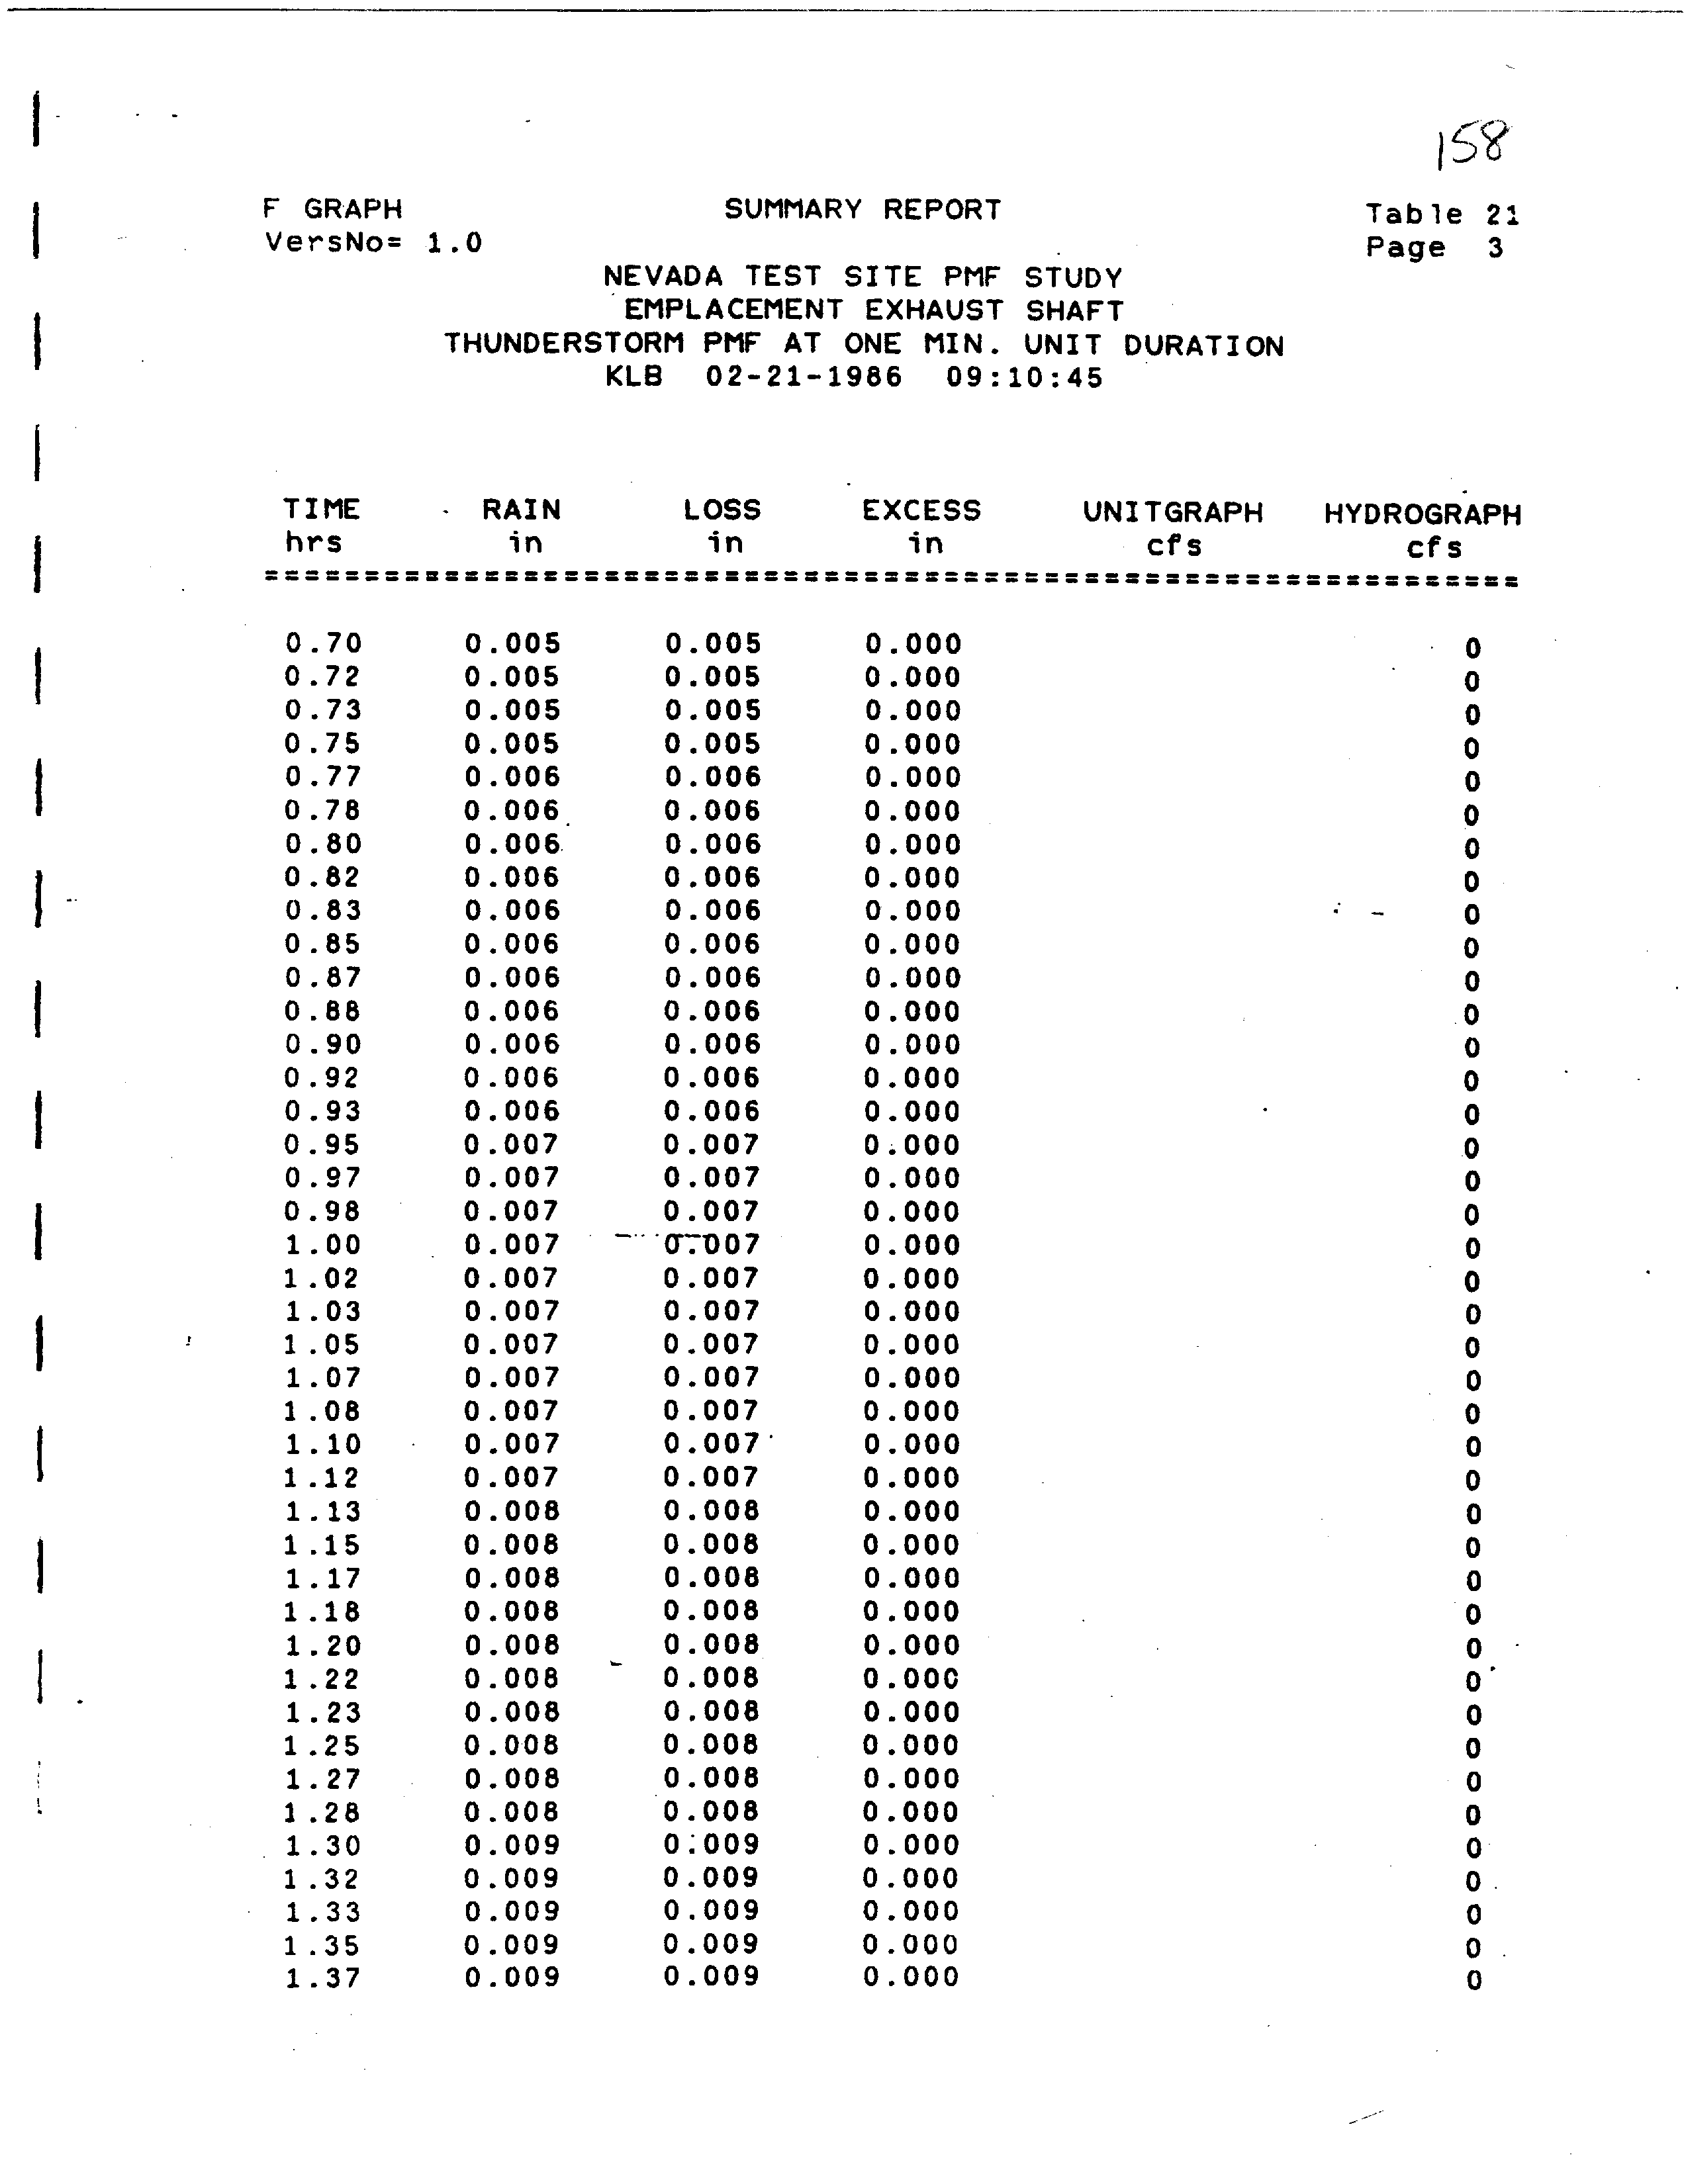 158
F GRAPH SUMMARY REPORT Table 21
VersNo= 1.0 Page 3
NEVADA TEST SITE PMF STUDY
EMPLACEMENT EXHAUST SHAFT
THUNDERSTORM PMF AT ONE MIN. UNIT DURATION
KLB 02-21-1986 09:10:45
TIME RAIN LOSS EXCESS UNITGRAPH HYDROGRAPH
hrs in in in cfs cfs
===============================================================
0.70 0.005 0.005 0.000 0
0.72 0.005 0.005 0.000 0
0.73 0.005 0.005 0.000 0
0.75 0.005 0.005 0.000 0
0.77 0.006 0.006 0.000 0
0.78 0.006 0.006 0.000 0
0.80 0.006 0.006 0.000 0
0.82 0.006 0.006 0.000 0
0.83 0.006 0.006 0.000 0
0.85 0.006 0.006 0.000 0
0.87 0.006 0.006 0.000 0
0.88 0.006 0.006 0.000 0
0.90 0.006 0.006 0.000 0
0.92 0.006 0.006 0.000 0
0.93 0.006 0.006 0.000 0
0.95 0.007 0.007 0.000 0
0.97 0.007 0.007 0.000 0
0.98 0.007 0.007 0.000 0
1.00 0.007 0.007 0.000 0
1.02 0.007 0.007 0.000 0
1.03 0.007 0.007 0.000 0
1.05 0.007 0.007 0.000 0
1.07 0.007 0.007 0.000 0
1.08 0.007 0.007 0.000 0
1.10 0.007 0.007 0.000 0
1.12 0.007 0.007 0.000 0
1.13 0.008 0.008 0.000 0
1.15 0.008 0.008 0.000 0
1.17 0.008 0.008 0.000 0
1.18 0.008 0.008 0.000 0
1.20 0.008 0.008 0.000 0
1.22 0.008 0.008 0.000 0
1.23 0.008 0.008 0.000 0
1.25 0.008 0.008 0.000 0
1.27 0.008 0.008 0.000 0
1.28 0.008 0.008 0.000 0
1.30 0.009 0.009 0.000 0
1.32 0.009 0.009 0.000 0
1.33 0.009 0.009 0.000 0
1.35 0.009 0.009 0.000 0
1.37 0.009 0.009 0.000 0